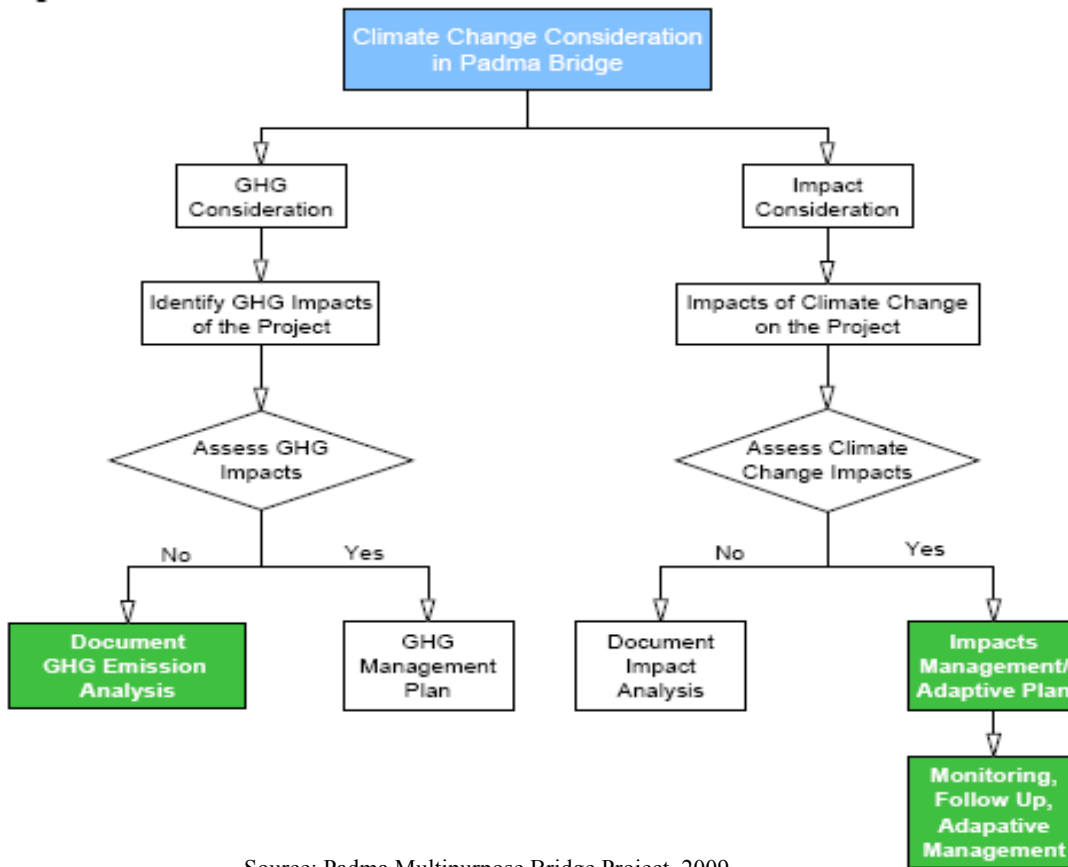 Climate Change Consideration
in Padma Bridge
GHG
Consideration
Impact
Consideration
Identify GHG Impacts
of the Project
Impacts of Climate Change
on the Project
Assess GHG
Impacts
Assess Climate
Change Impacts
No
Yes
No
Yes
Document
GHG Emission
Analysis
GHG
Management
Plan
Document
Impact
Analysis
Impacts
Management/
Adaptive Plan
Monitoring,
Follow Up,
Adapative
Management
Source: Padma Multipurpose Bridge Project, 2009